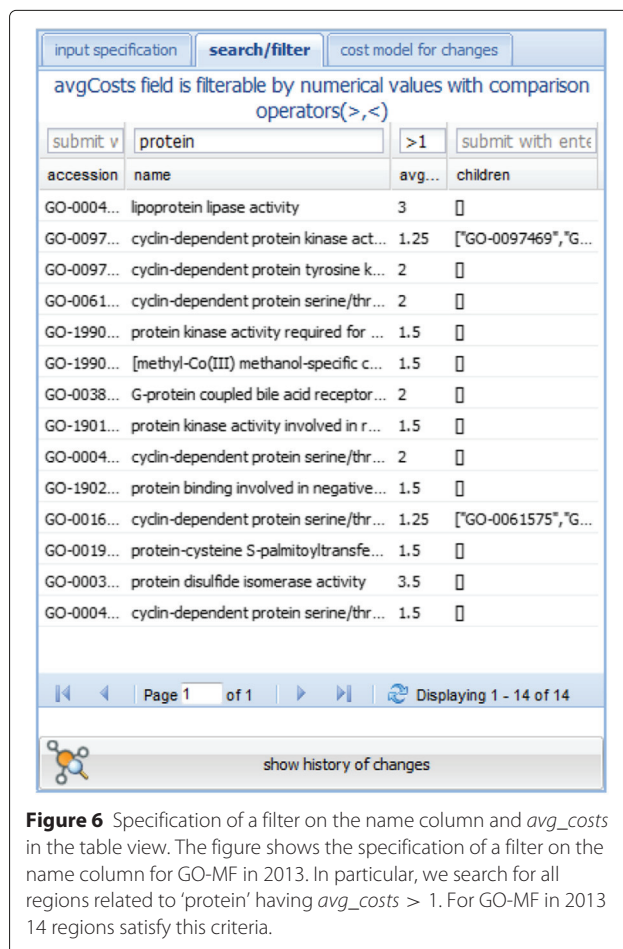 input specification search/filter cost model for changes
avgCosts field is filterable by numerical values with comparison
operators(>,<)
submit v protein >1 submit with ente
accession name avg... children
GO-0004... lipoprotein lipase activity 3 []
GO-0097... cyclin-dependent protein kinase act... 1.25 ["GO-0097469","G...
GO-0097... cyclin-dependent protein tyrosine k... 2 []
GO-0061... cyclin-dependent protein serine/thr... 2 []
GO-1990... protein kinase activity required for ... 1.5 []
GO-1990... [methyl-Co(III) methanol-specific c... 1.5 []
GO-0038... G-protein coupled bile acid receptor... 2 []
GO-1901... protein kinase activity involved in r... 1.5 []
GO-0004... cyclin-dependent protein serine/thr... 2 []
GO-1902... protein binding involved in negative... 1.5 []
GO-0016... cyclin-dependent protein serine/thr... 1.25 ["GO-0061575","G...
GO-0019... protein-cysteine S-palmitoyltransfe... 1.5 []
GO-0003... protein disulfide isomerase activity 3.5 []
GO-0004... cyclin-dependent protein serine/thr... 1.5 []
Page 1 of 1 Displaying 1 - 14 of 14
show history of changes
Figure 6 Specification of a filter on the name column and avg_costs
in the table view. The figure shows the specification of a filter on the
name column for GO-MF in 2013. In particular, we search for all
regions related to ‘protein’ having avg_costs > 1. For GO-MF in 2013
14 regions satisfy this criteria.